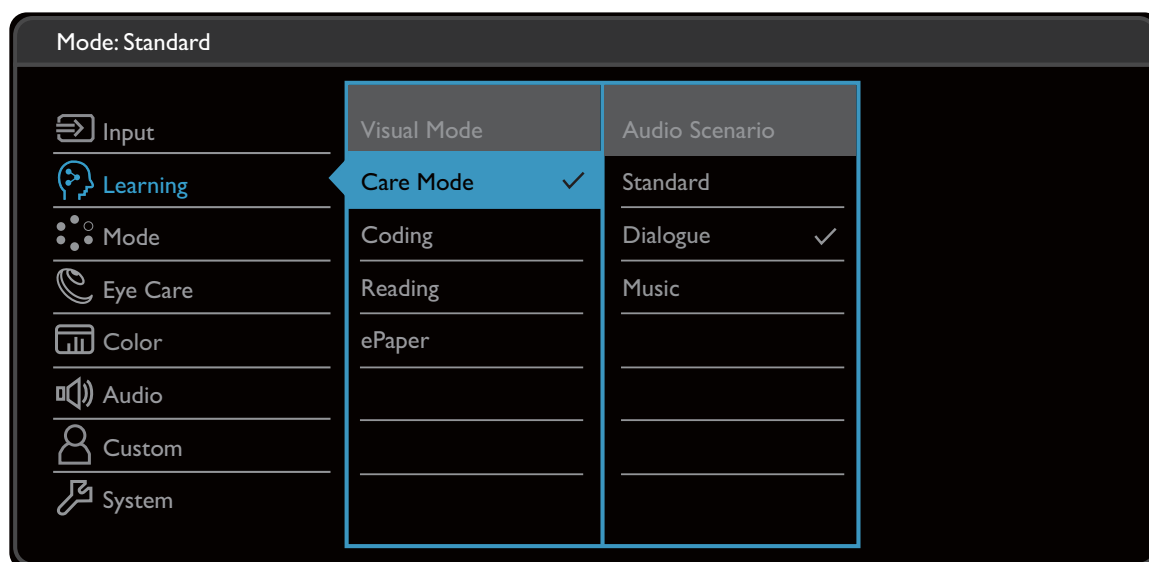 Mode: Standard
Input
Learning
Mode
Eye Care
Color
Audio
Custom
System
Visual Mode
Care Mode
Coding
Reading
ePaper
Audio Scenario
Standard
Dialogue
Music